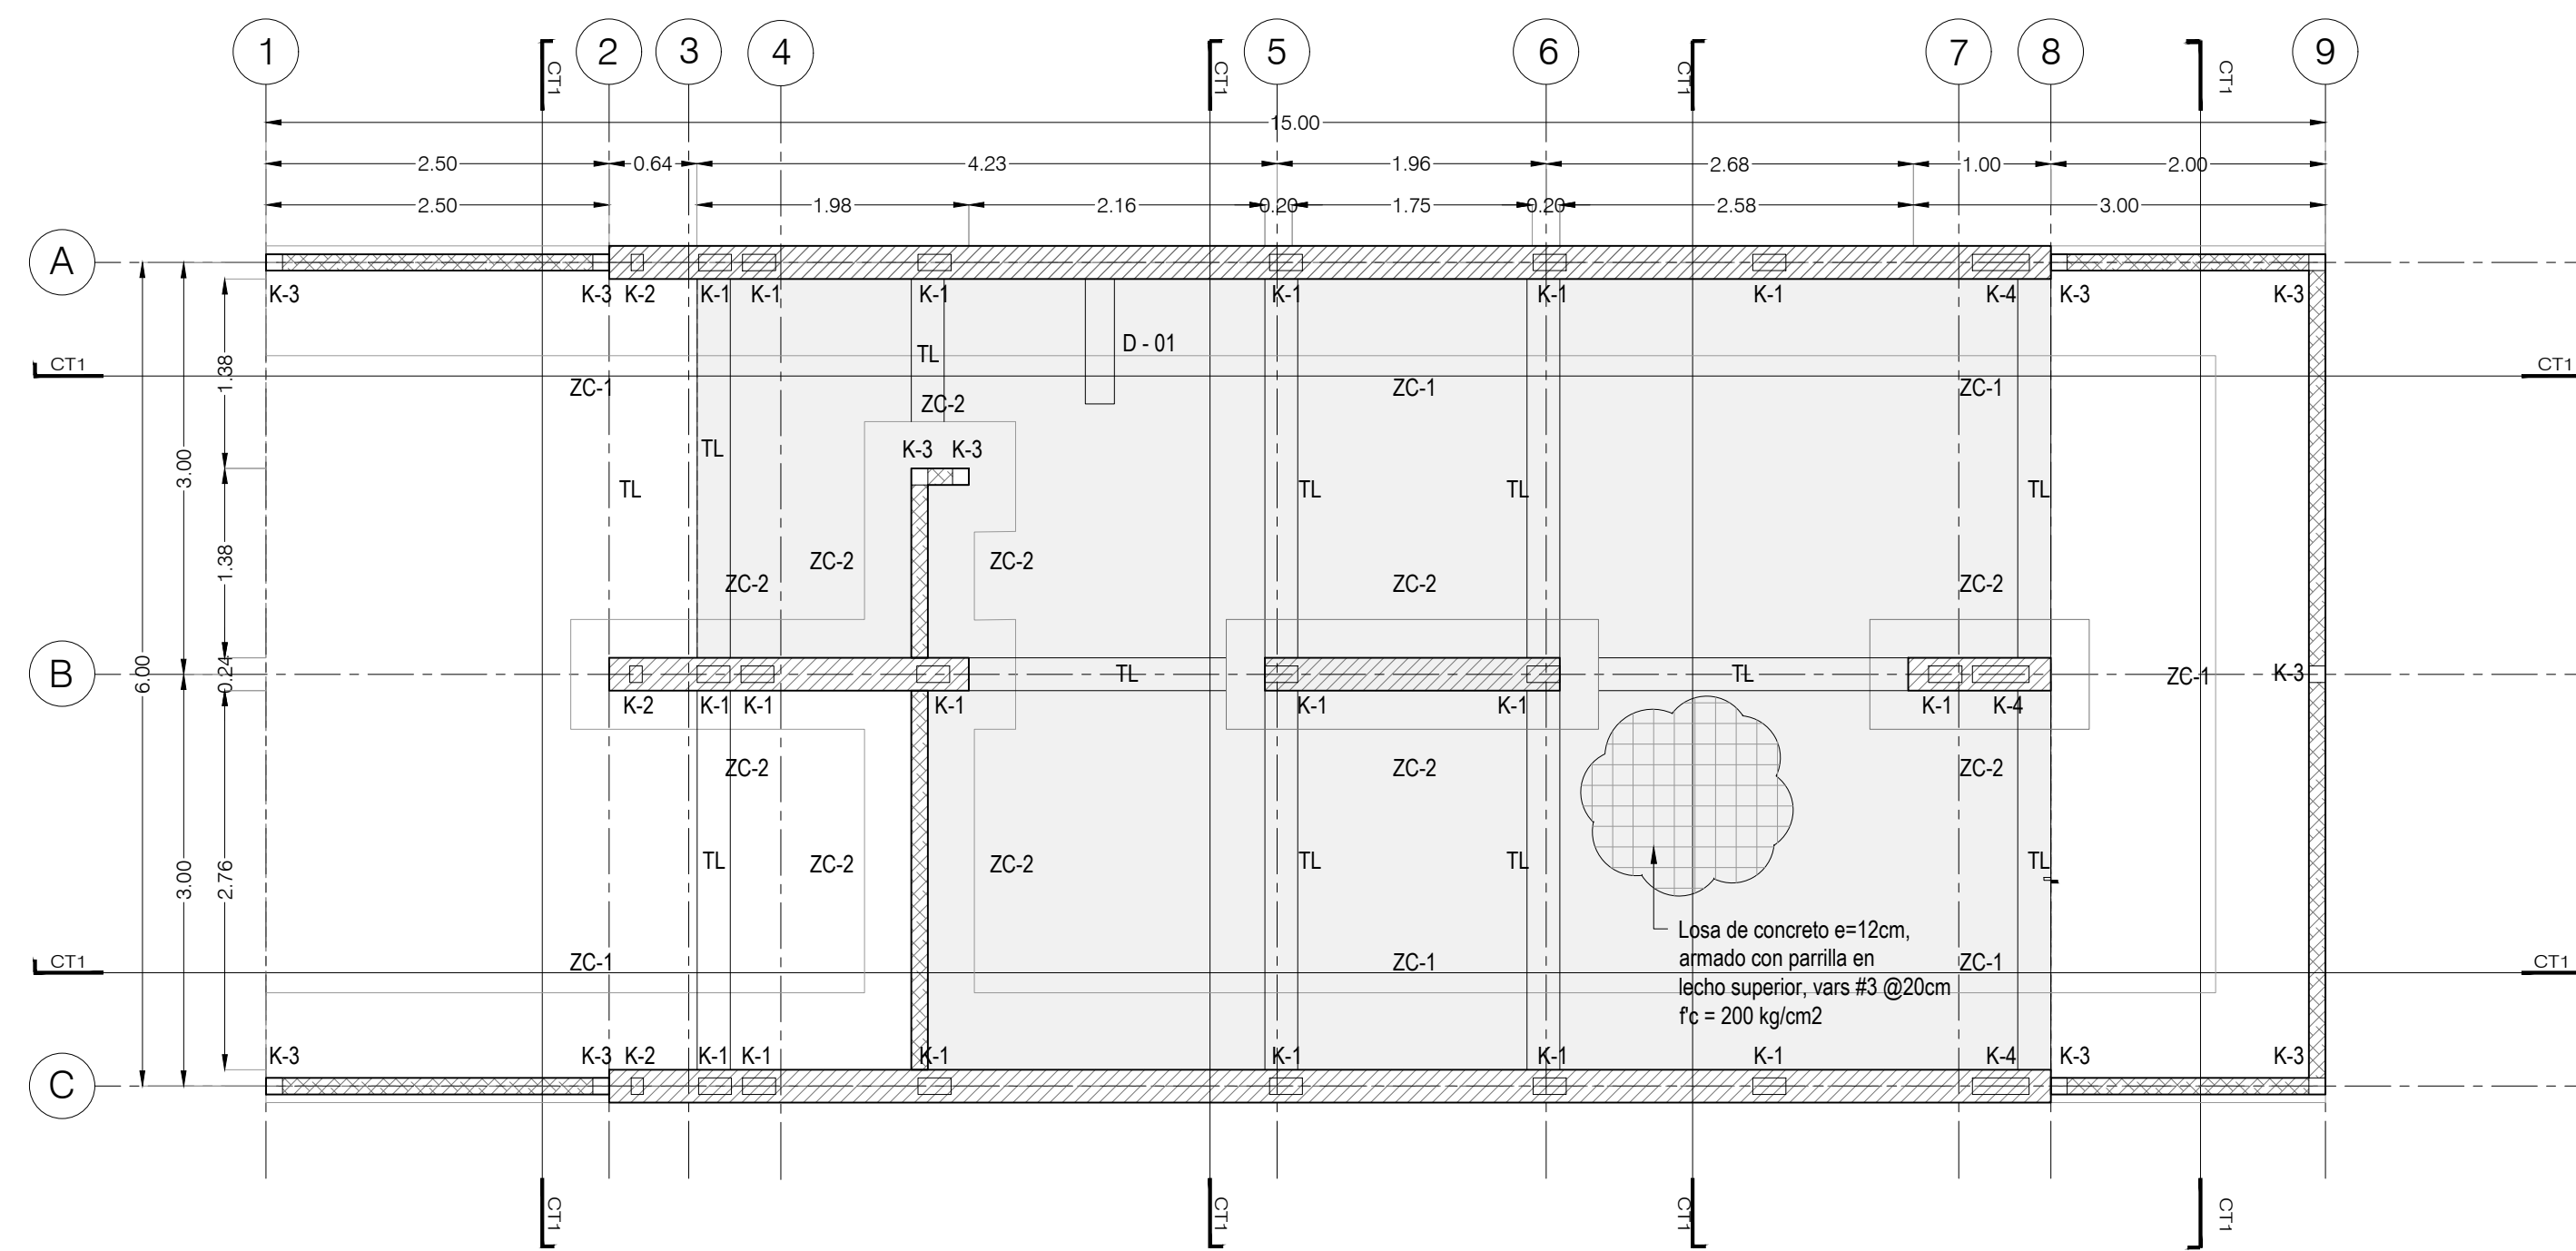 1 2 3 4 5 6 7 8 9
CT1 CT1 CT1 CT1
15.00
2.50 0.64 4.23 1.96 2.68 1.00 2.00
2.50 1.98 2.16 0.20 1.75 0.20 2.58 3.00
A
K-3 K-3 K-2 K-1 K-1 K-1 K-1 K-1 K-1 K-4 K-3 K-3
D - 01
TL
CT1 CT1
1.38
ZC-1 ZC-1 ZC-1
ZC-2
TL K-3 K-3
3.00
TL TL TL TL
1.38
ZC-2 ZC-2
ZC-2 ZC-2 ZC-2
B
6.00
0.24
TL TL ZC-1 K-3
K-2 K-1 K-1 K-1 K-1 K-1 K-1 K-4
ZC-2 ZC-2 ZC-2
3.00
2.76
TL ZC-2 ZC-2 TL TL TL
Losa de concreto e=12cm,
armado con parrilla en
lecho superior, vars #3 @20cm
f'c = 200 kg/cm2
CT1 CT1
ZC-1 ZC-1 ZC-1
K-3 K-3 K-2 K-1 K-1 K-1 K-1 K-1 K-1 K-4 K-3 K-3
C
CT1 CT1 CT1 CT1